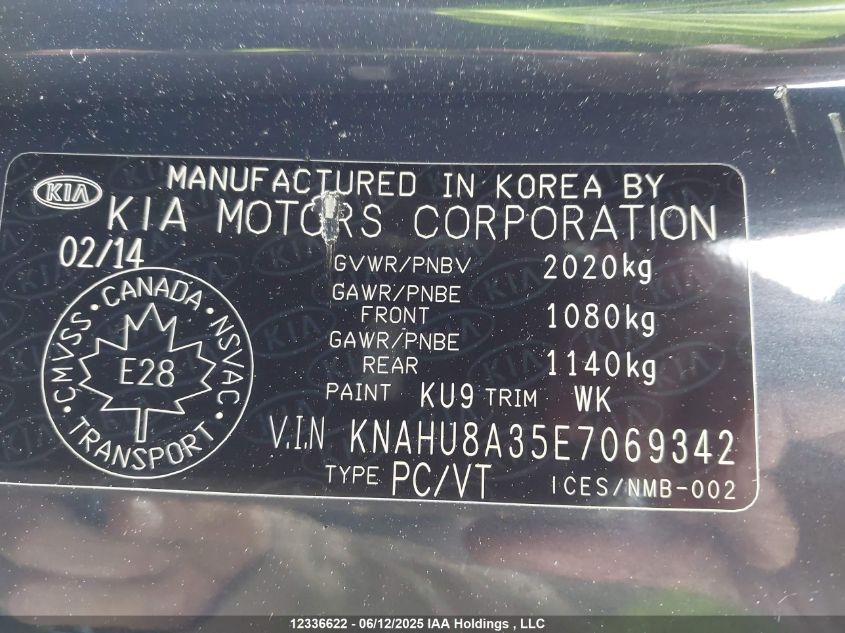 KIA
MANUFACTURED IN KOREA BY
KIA MOTORS CORPORATION
02/14
GVWR/PNBV 2020kg
GAWR/PNBE
FRONT 1080kg
GAWR/PNBE
REAR 1140kg
PAINT KU9 TRIM WK
V.I.N KNAHU8A35E7069342
TYPE PC/VT ICES/NMB-002
CMVSS • CANADA • NSVAC • TRANSPORT •
E28
12336622 - 06/12/2025 IAA Holdings , LLC